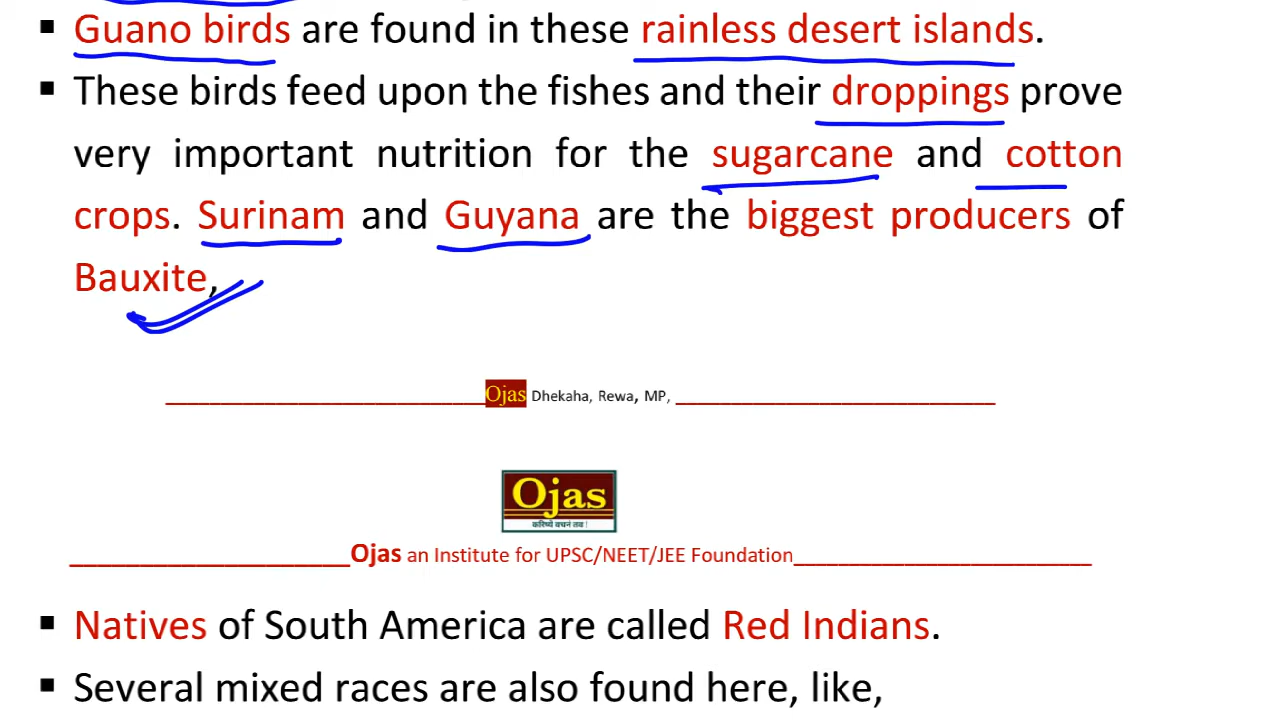 ▪ Guano birds are found in these rainless desert islands.
▪ These birds feed upon the fishes and their droppings prove
very important nutrition for the sugarcane and cotton
crops. Surinam and Guyana are the biggest producers of
Bauxite,
Ojas Dhekaha, Rewa, MP,
Ojas
करिष्ये वचनं तव !
Ojas an Institute for UPSC/NEET/JEE Foundation
▪ Natives of South America are called Red Indians.
▪ Several mixed races are also found here, like,